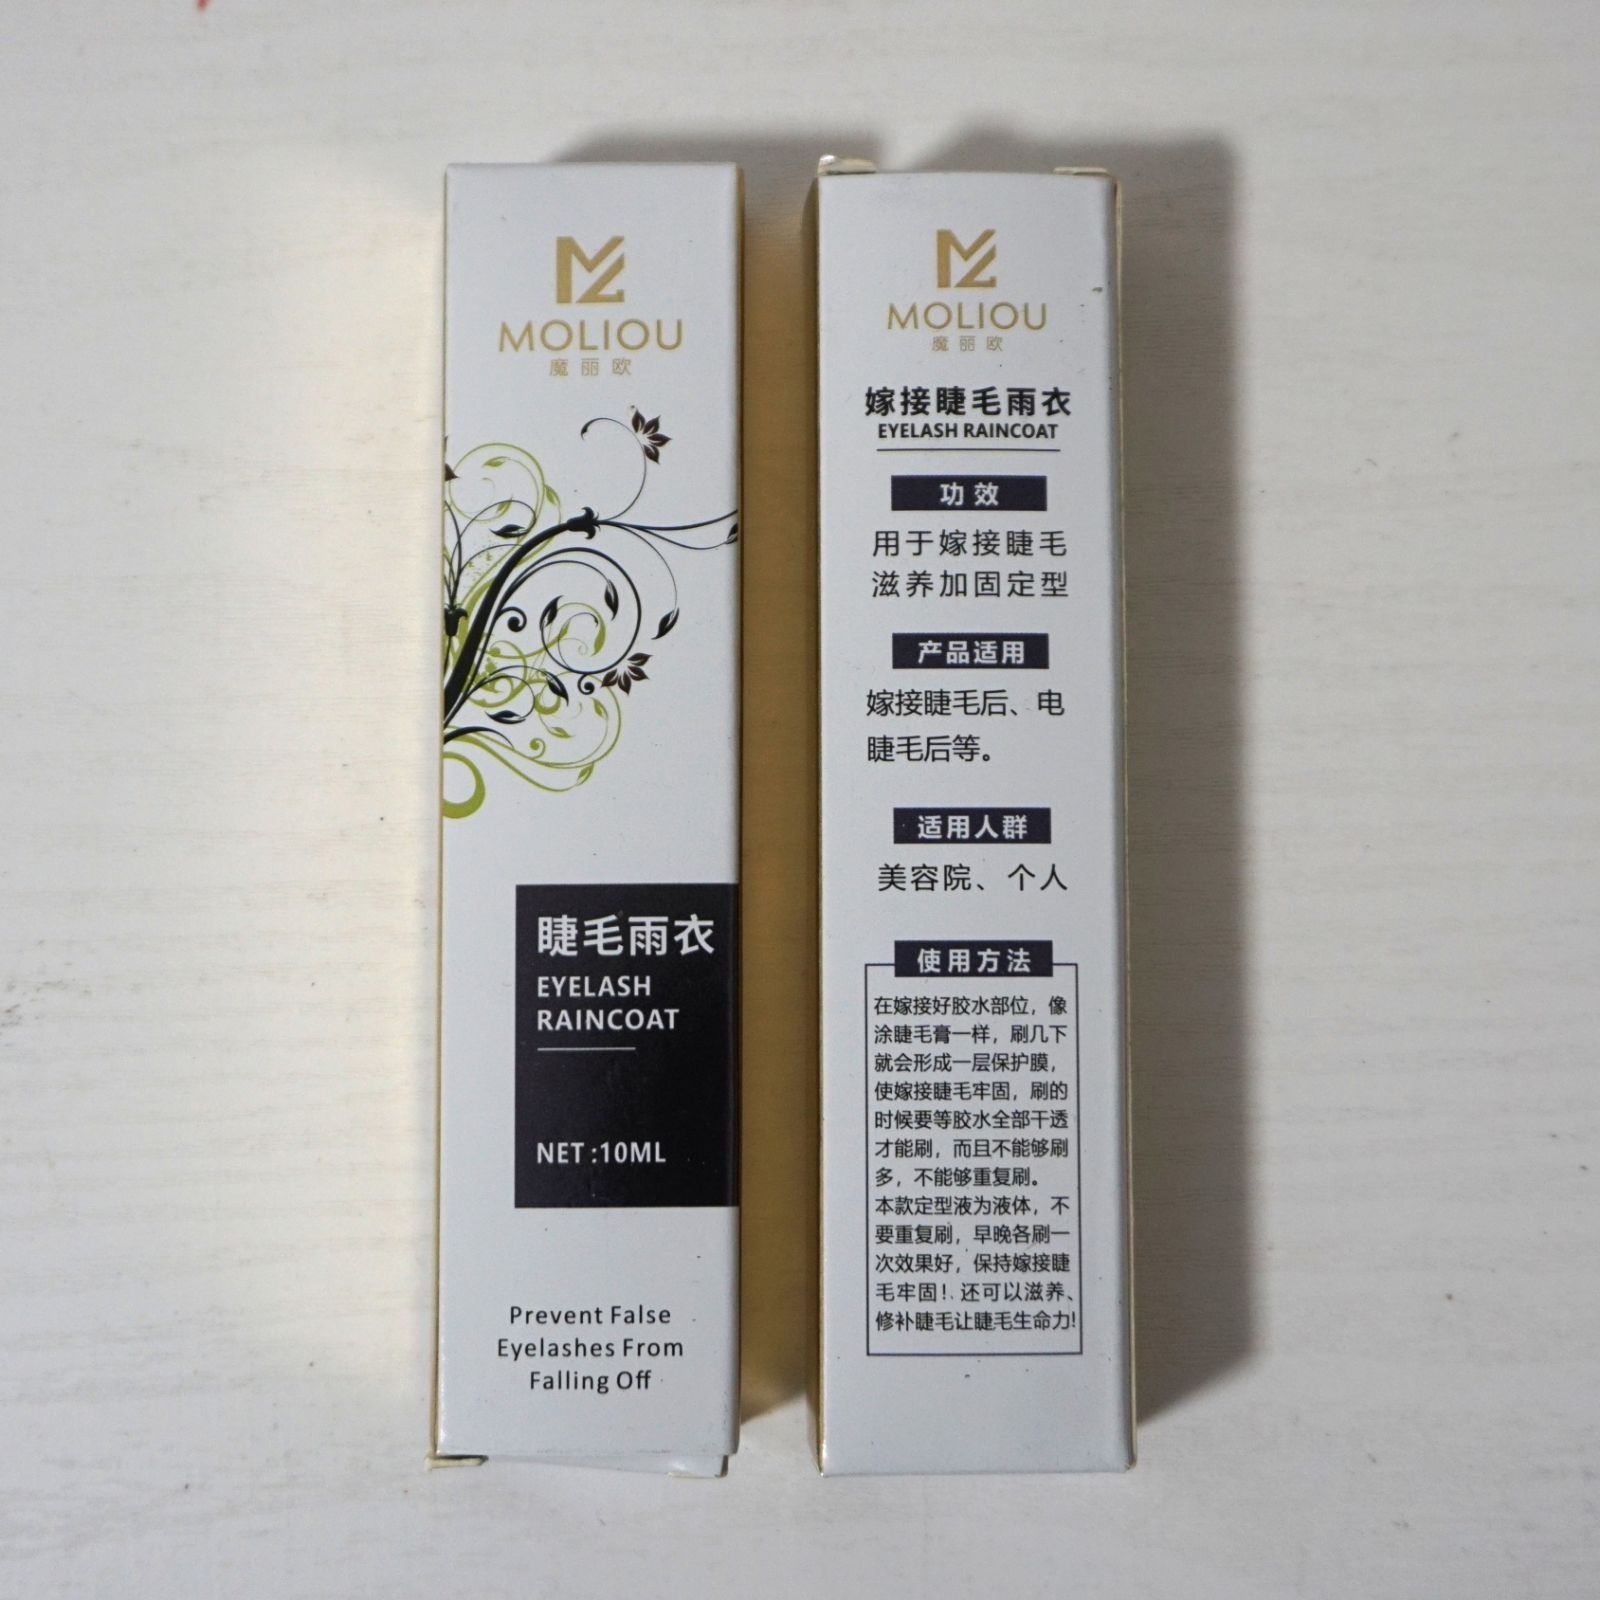 MOLIOU
魔丽欧
睫毛雨衣
EYELASH
RAINCOAT
NET :10ML
Prevent False
Eyelashes From
Falling Off
MOLIOU
魔丽欧
嫁接睫毛雨衣
EYELASH RAINCOAT
功效
用于嫁接睫毛
滋养加固定型
产品适用
嫁接睫毛后、电
睫毛后等。
适用人群
美容院、个人
使用方法
在嫁接好胶水部位，像
涂睫毛膏一样，刷几下
就会形成一层保护膜，
使嫁接睫毛牢固，刷的
时候要等胶水全部干透
才能刷，而且不能够刷
多，不能够重复刷。
本款定型液为液体，不
要重复刷，早晚各刷一
次效果好，保持嫁接睫
毛牢固！还可以滋养、
修补睫毛让睫毛生命力!